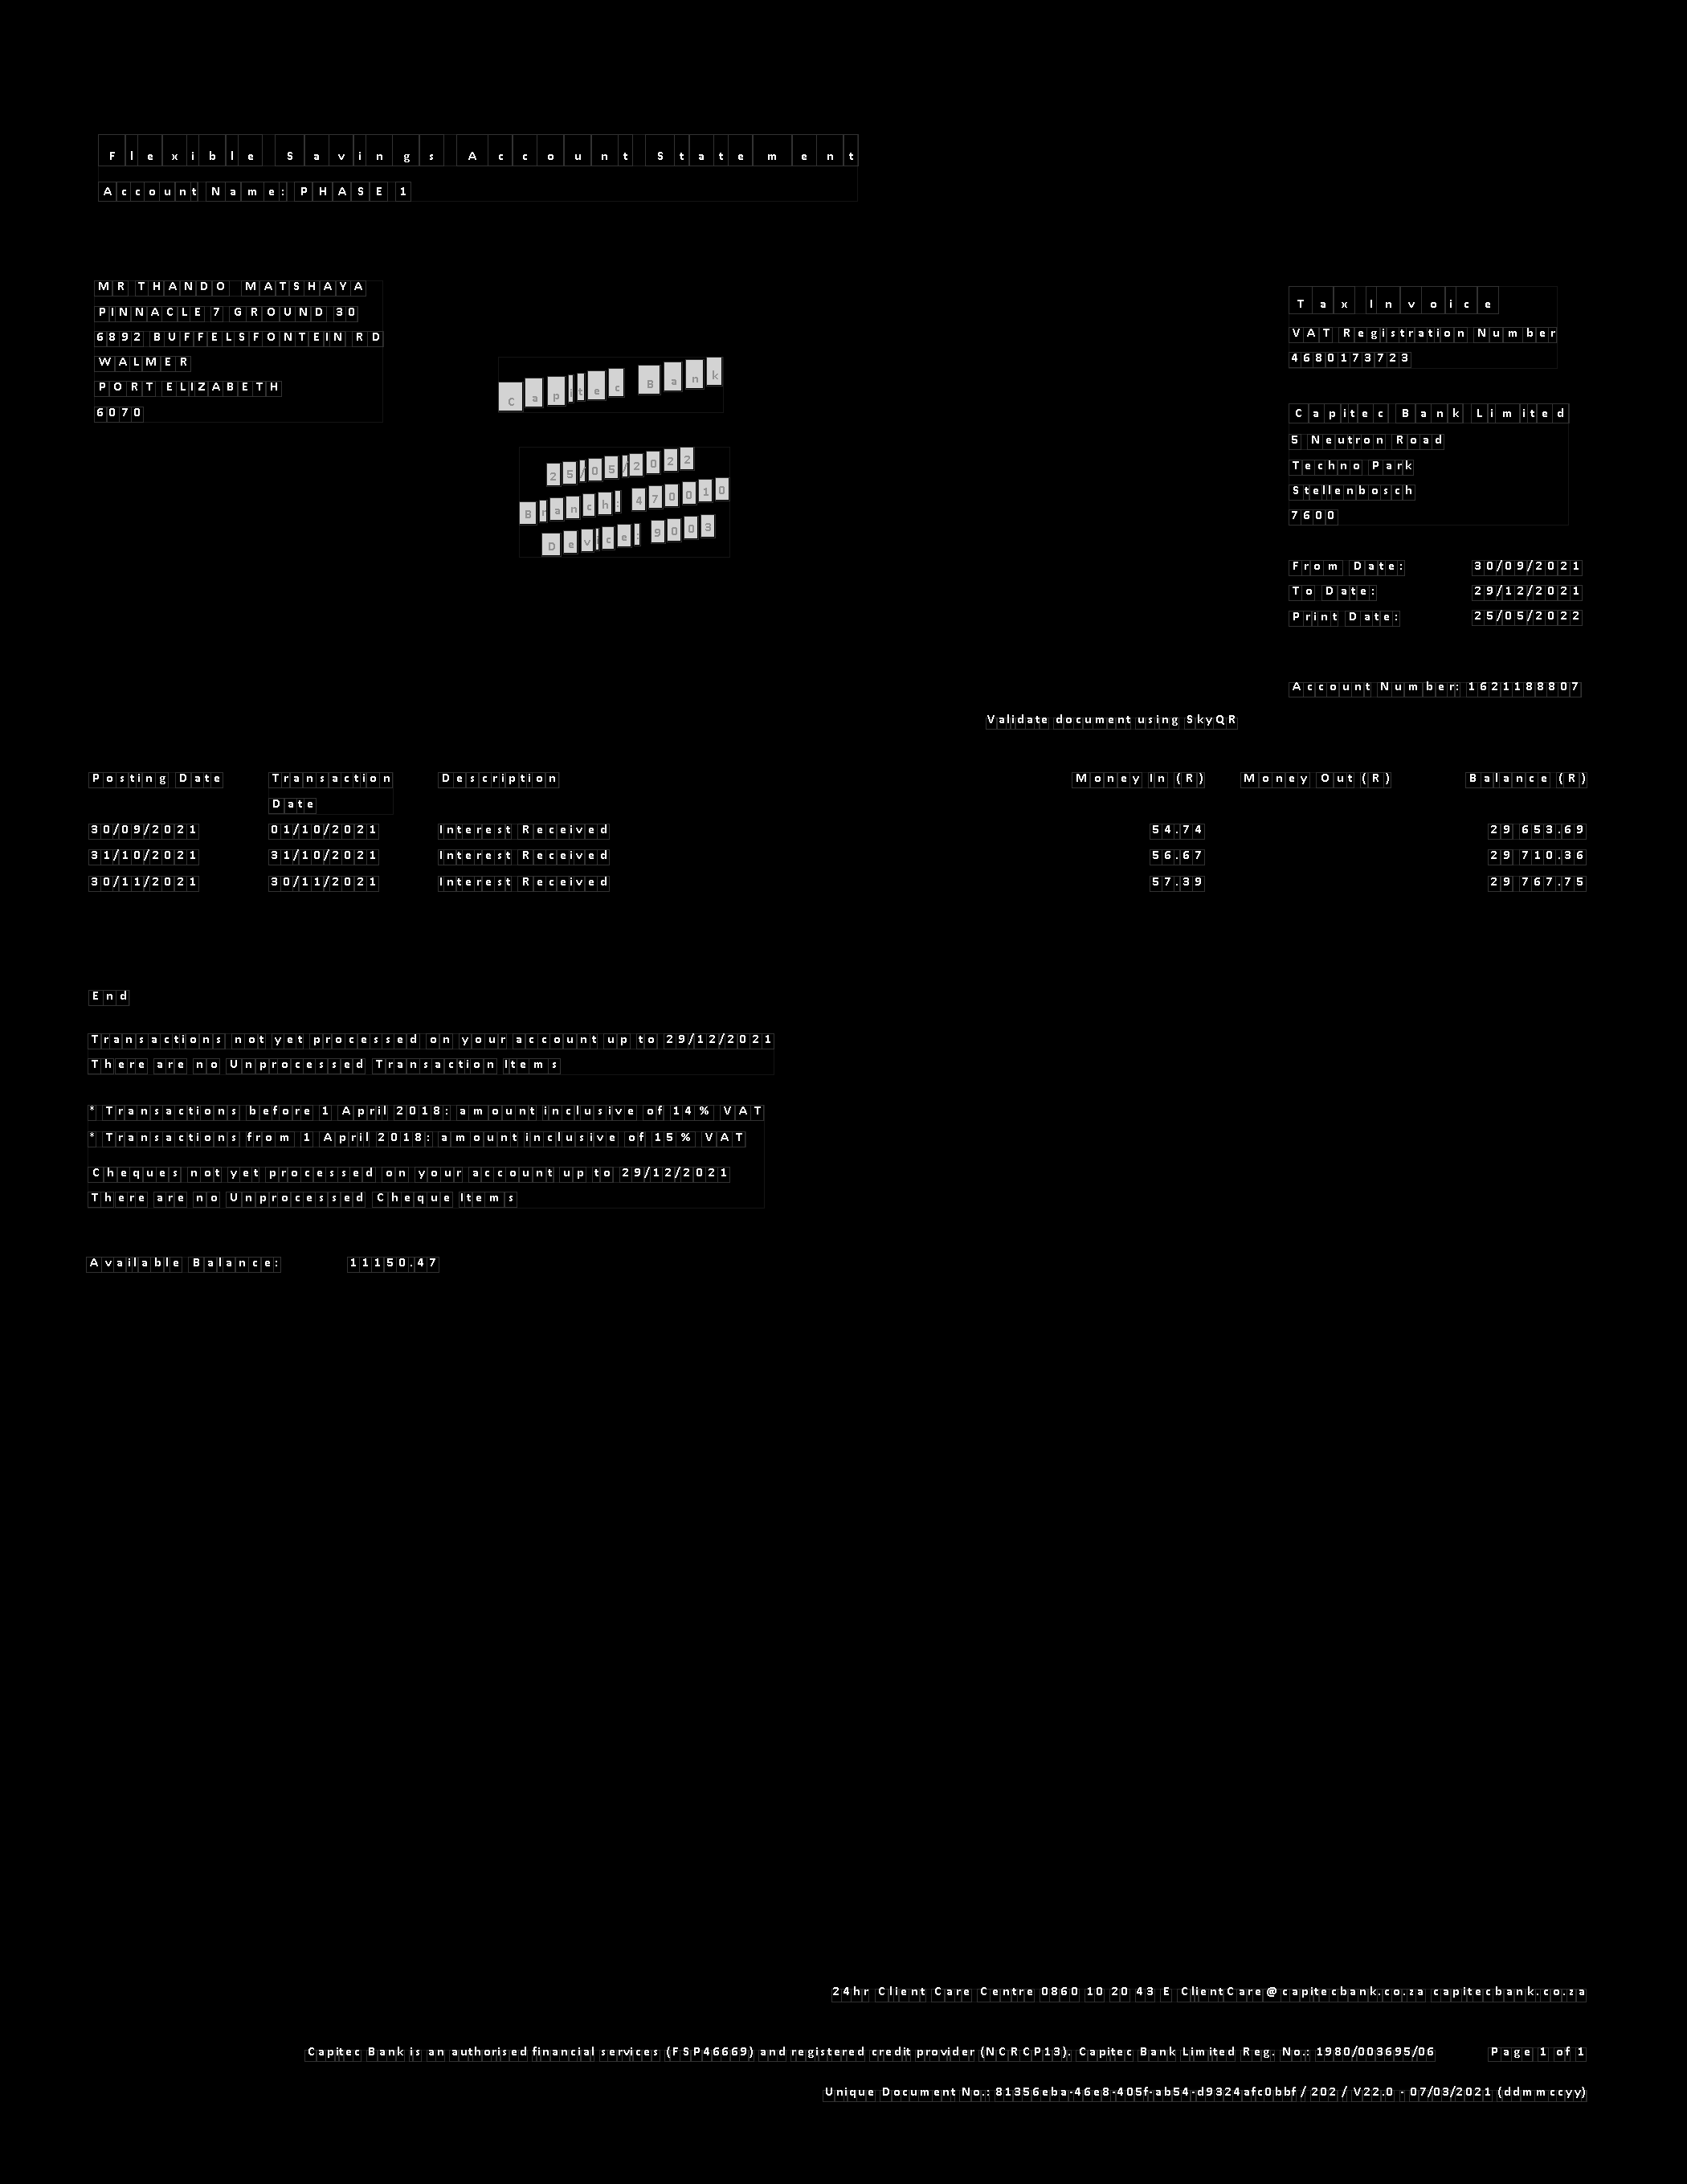 Flexible Savings Account Statement
Account Name: PHASE 1
MR THANDO MATSHAYA
PINNACLE 7 GROUND 30
6892 BUFFELSFONTEIN RD
WALMER
PORT ELIZABETH
6070
Capitec Bank
25/05/2022
Branch: 470010
Device: 9003
Tax Invoice
VAT Registration Number
4680173723
Capitec Bank Limited
5 Neutron Road
Techno Park
Stellenbosch
7600
From Date: 30/09/2021
To Date: 29/12/2021
Print Date: 25/05/2022
Account Number: 1621188807
Validate document using SkyQR
Posting Date Transaction Date Description Money In (R) Money Out (R) Balance (R)
30/09/2021 01/10/2021 Interest Received 54.74 29 653.69
31/10/2021 31/10/2021 Interest Received 56.67 29 710.36
30/11/2021 30/11/2021 Interest Received 57.39 29 767.75
End
Transactions not yet processed on your account up to 29/12/2021
There are no Unprocessed Transaction Items
* Transactions before 1 April 2018: amount inclusive of 14% VAT
* Transactions from 1 April 2018: amount inclusive of 15% VAT
Cheques not yet processed on your account up to 29/12/2021
There are no Unprocessed Cheque Items
Available Balance: 11150.47
24hr Client Care Centre 0860 10 20 43 E ClientCare@capitecbank.co.za capitecbank.co.za
Capitec Bank is an authorised financial services (FSP46669) and registered credit provider (NCRCP13). Capitec Bank Limited Reg. No.: 1980/003695/06 Page 1 of 1
Unique Document No.: 81356eba-46e8-405f-ab54-d9324afc0bbf / 202 / V22.0 - 07/03/2021 (ddmmccyy)